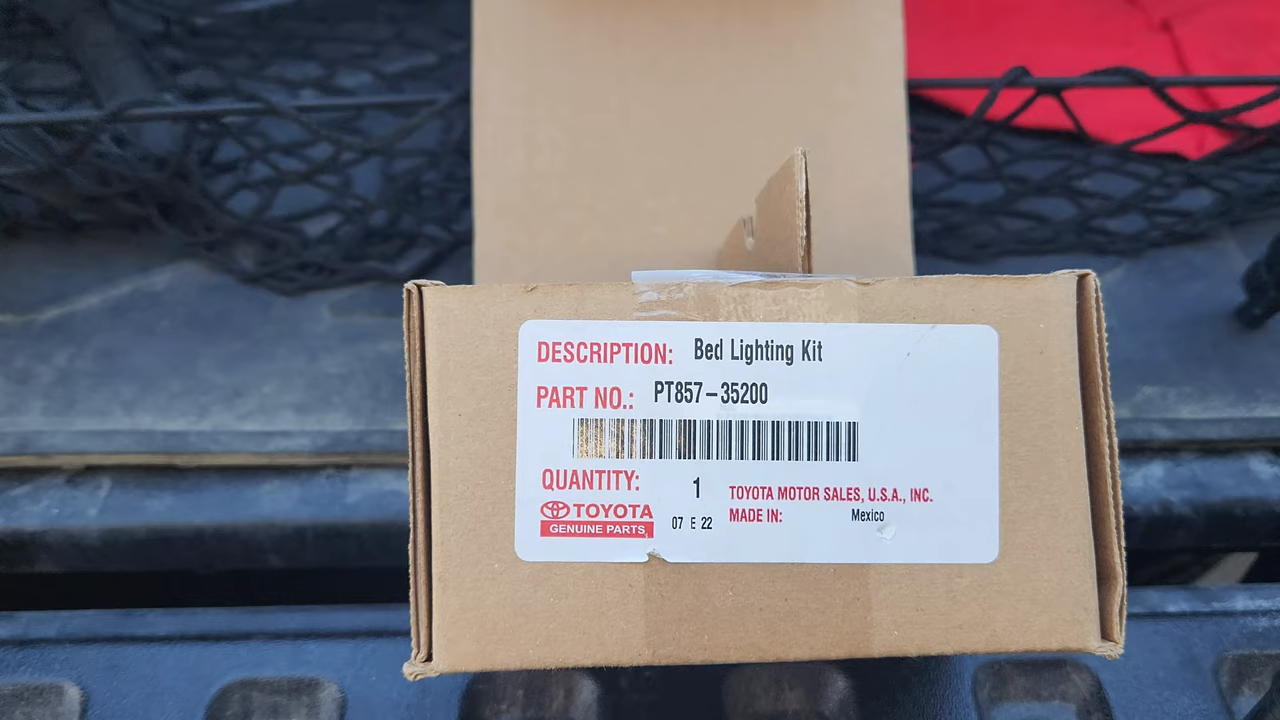 DESCRIPTION: Bed Lighting Kit
PART NO.: PT857-35200
QUANTITY: 1
TOYOTA
GENUINE PARTS
07 E 22
TOYOTA MOTOR SALES, U.S.A., INC.
MADE IN: Mexico